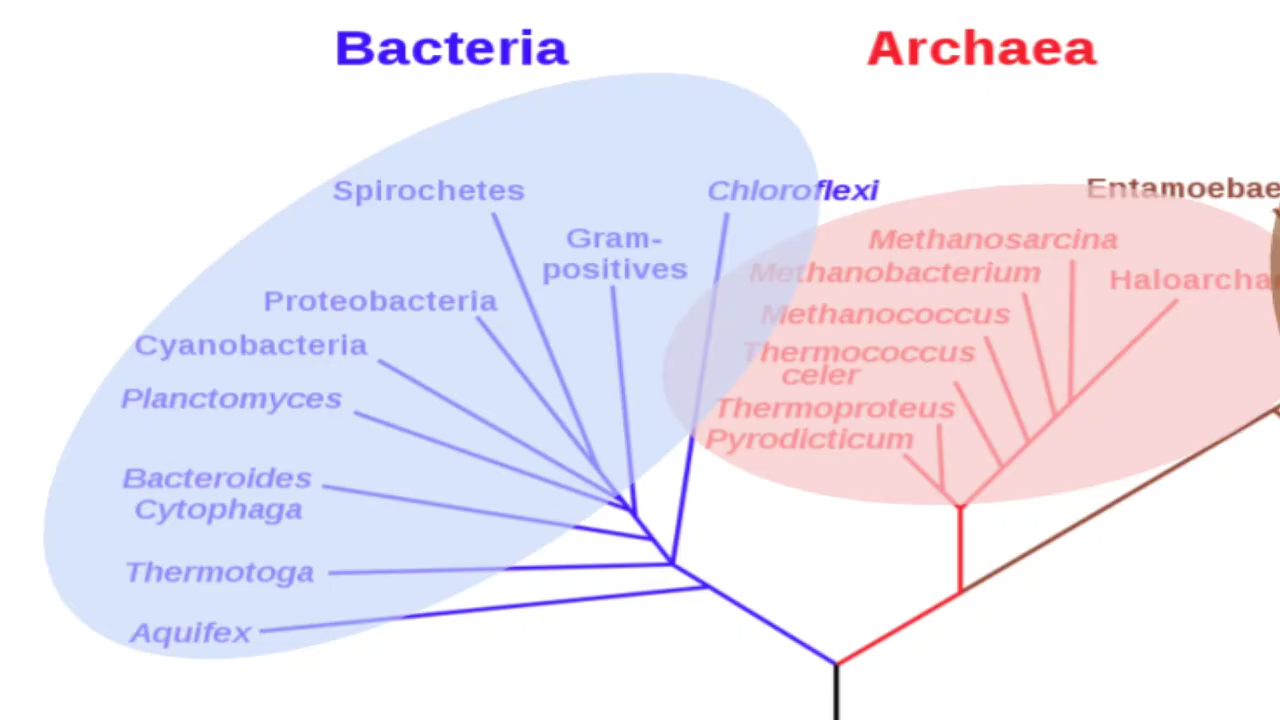 Bacteria
Archaea
Spirochetes
Chloroflexi
Entamoebae
Gram-
positives
Methanosarcina
Methanobacterium
Haloarcha
Proteobacteria
Methanococcus
Cyanobacteria
Thermococcus
celer
Planctomyces
Thermoproteus
Pyrodicticum
Bacteroides
Cytophaga
Thermotoga
Aquifex